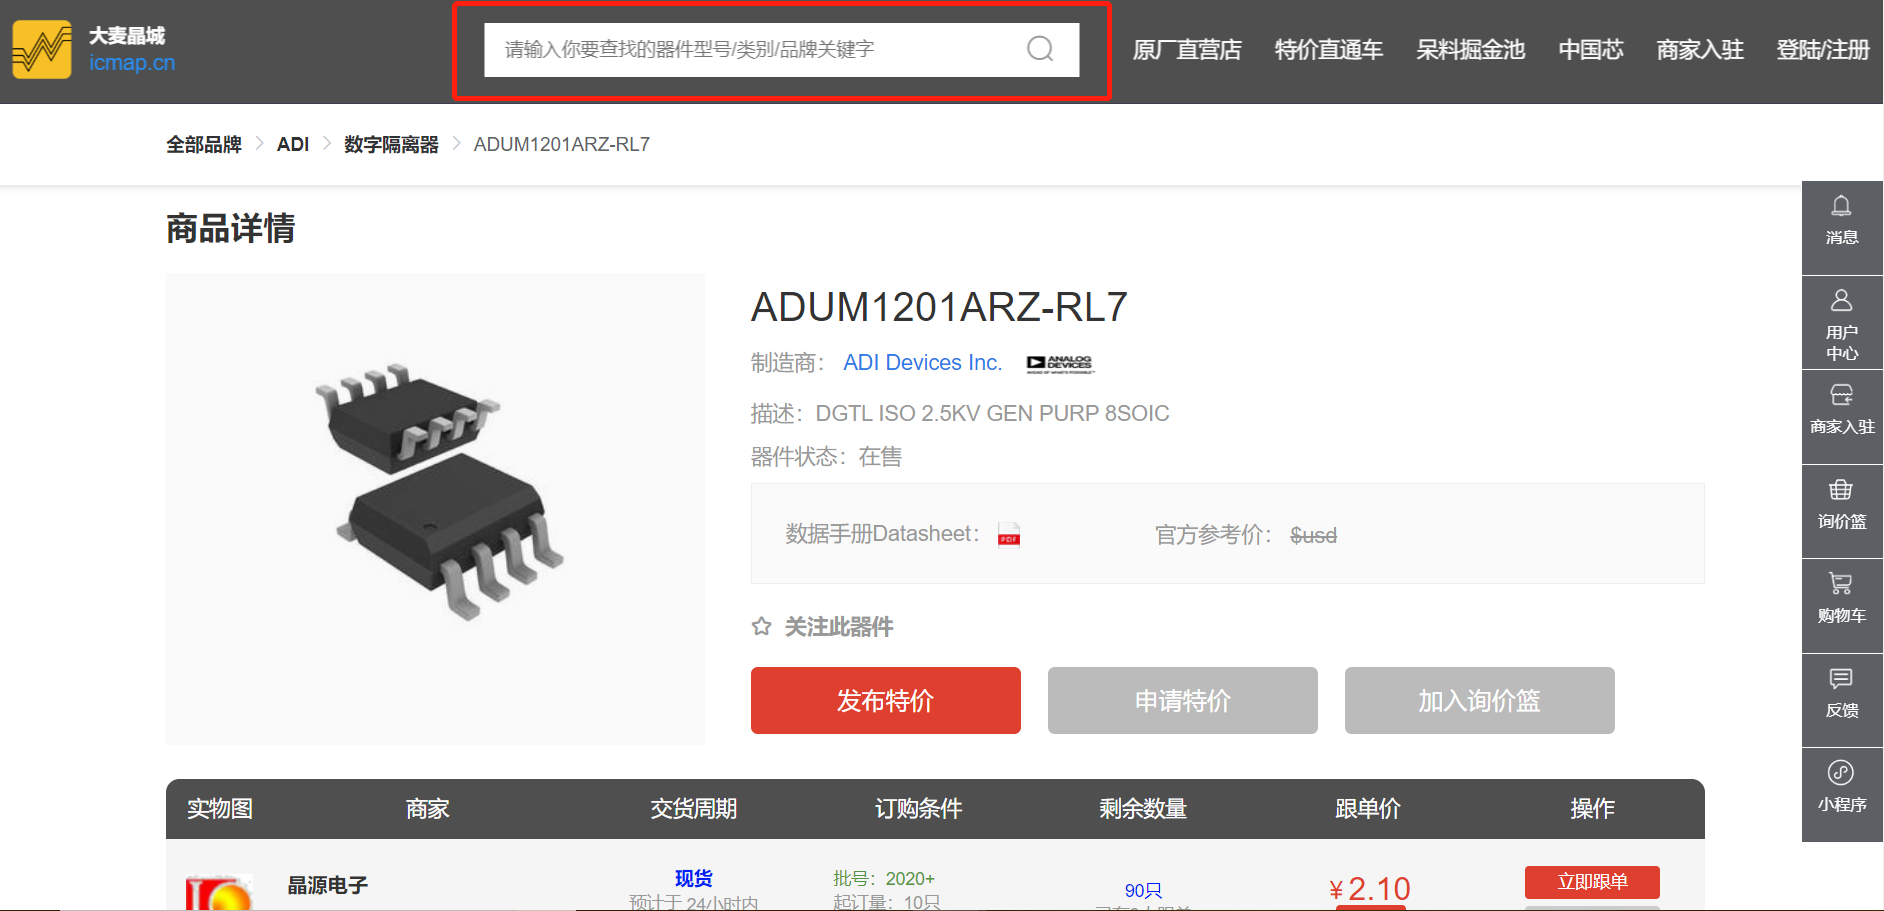 大麦晶城
icmap.cn
请输入你要查找的器件型号/类别/品牌关键字
原厂直营店 特价直通车 呆料掘金池 中国芯 商家入驻 登陆/注册
全部品牌 > ADI > 数字隔离器 > ADUM1201ARZ-RL7
商品详情
ADUM1201ARZ-RL7
制造商： ADI Devices Inc. ANALOG DEVICES
描述：DGTL ISO 2.5KV GEN PURP 8SOIC
器件状态：在售
数据手册Datasheet： PDF 官方参考价： $usd
关注此器件
发布特价 申请特价 加入询价篮
实物图 商家 交货周期 订购条件 剩余数量 跟单价 操作
晶源电子 现货 批号：2020+ 90只 ¥2.10 立即跟单
预计于 24小时内 起订量：10只
消息
用户
中心
商家入驻
询价篮
购物车
反馈
小程序